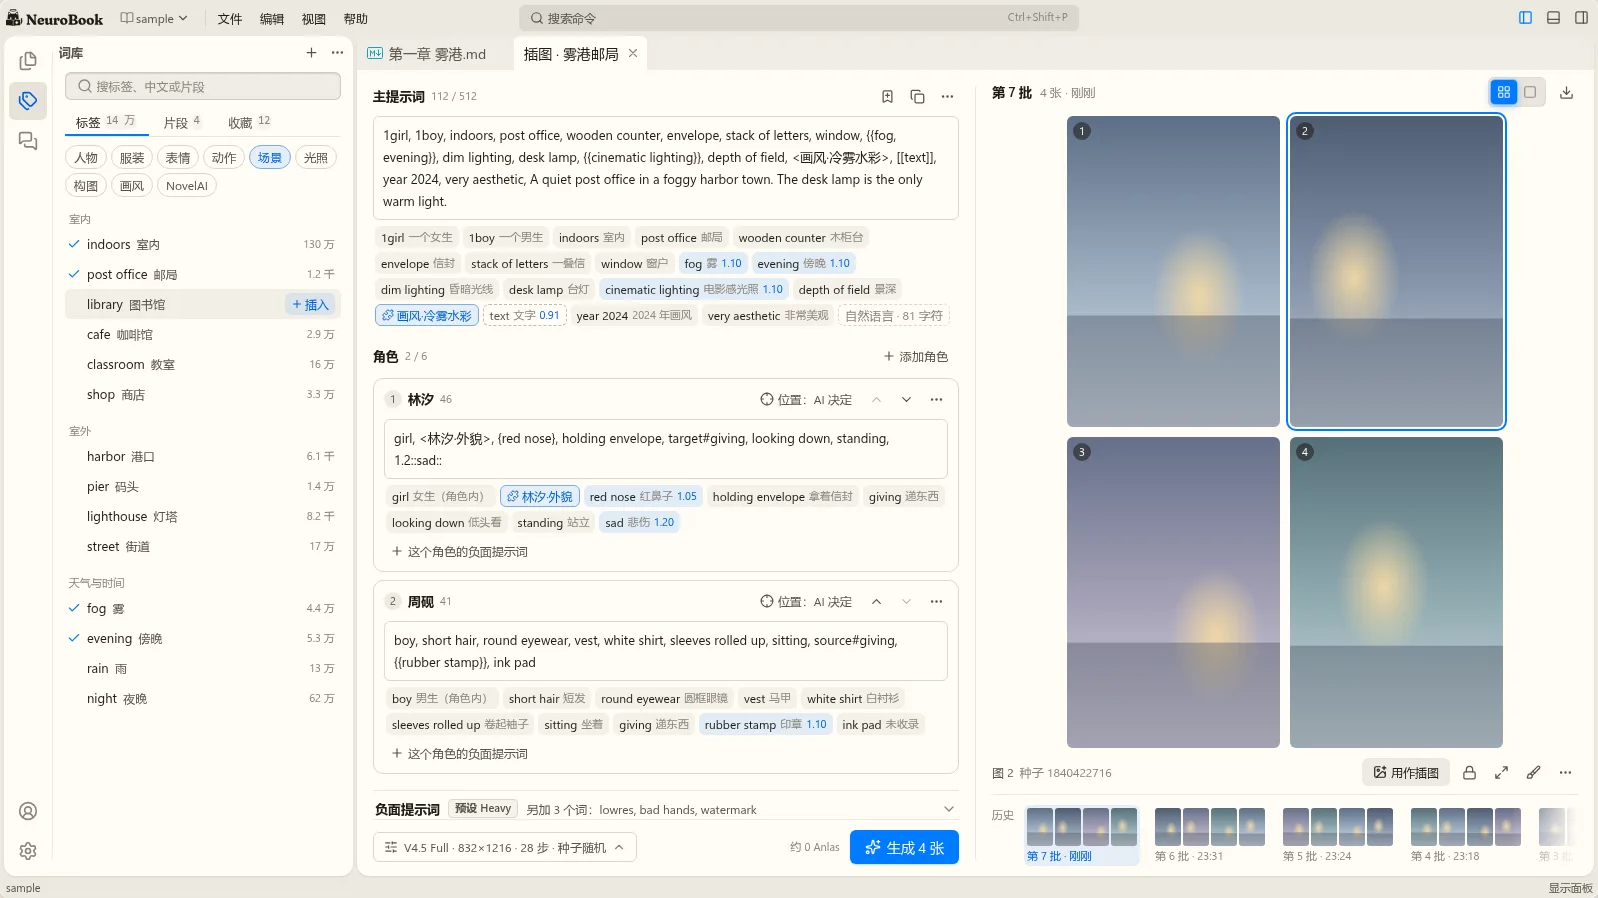 NeuroBook
sample
文件
编辑
视图
帮助
搜索命令
Ctrl+Shift+P
词库
搜标签、中文或片段
标签 14 万
片段 4
收藏 12
人物
服装
表情
动作
场景
光照
构图
画风
NovelAI
室内
indoors 室内 130 万
post office 邮局 1.2 千
library 图书馆 + 插入
cafe 咖啡馆 2.9 万
classroom 教室 16 万
shop 商店 3.3 万
室外
harbor 港口 6.1 千
pier 码头 1.4 万
lighthouse 灯塔 8.2 千
street 街道 17 万
天气与时间
fog 雾 4.4 万
evening 傍晚 5.3 万
rain 雨 13 万
night 夜晚 62 万
第一章 雾港.md
插图 · 雾港邮局
主提示词 112 / 512
1girl, 1boy, indoors, post office, wooden counter, envelope, stack of letters, window, {{fog,
evening}}, dim lighting, desk lamp, {{cinematic lighting}}, depth of field, <画风·冷雾水彩>, [[text]],
year 2024, very aesthetic, A quiet post office in a foggy harbor town. The desk lamp is the only
warm light.
1girl 一个女生 1boy 一个男生 indoors 室内 post office 邮局 wooden counter 木柜台
envelope 信封 stack of letters 一叠信 window 窗户 fog 雾 1.10 evening 傍晚 1.10
dim lighting 昏暗光线 desk lamp 台灯 cinematic lighting 电影感光照 1.10 depth of field 景深
画风·冷雾水彩 text 文字 0.91 year 2024 2024 年画风 very aesthetic 非常美观 自然语言 · 81 字符
角色 2 / 6
+ 添加角色
1 林汐 46
位置：AI 决定
girl, <林汐·外貌>, {red nose}, holding envelope, target#giving, looking down, standing,
1.2::sad::
girl 女生（角色内） 林汐·外貌 red nose 红鼻子 1.05 holding envelope 拿着信封 giving 递东西
looking down 低头看 standing 站立 sad 悲伤 1.20
+ 这个角色的负面提示词
2 周砚 41
位置：AI 决定
boy, short hair, round eyewear, vest, white shirt, sleeves rolled up, sitting, source#giving,
{{rubber stamp}}, ink pad
boy 男生（角色内） short hair 短发 round eyewear 圆框眼镜 vest 马甲 white shirt 白衬衫
sleeves rolled up 卷起袖子 sitting 坐着 giving 递东西 rubber stamp 印章 1.10 ink pad 未收录
+ 这个角色的负面提示词
负面提示词 预设 Heavy 另加 3 个词：lowres, bad hands, watermark
V4.5 Full · 832×1216 · 28 步 · 种子随机
约 0 Anlas
生成 4 张
第 7 批 4 张 · 刚刚
1
2
3
4
图 2 种子 1840422716
用作插图
历史
第 7 批 · 刚刚
第 6 批 · 23:31
第 5 批 · 23:24
第 4 批 · 23:18
第 3 批
sample
显示面板